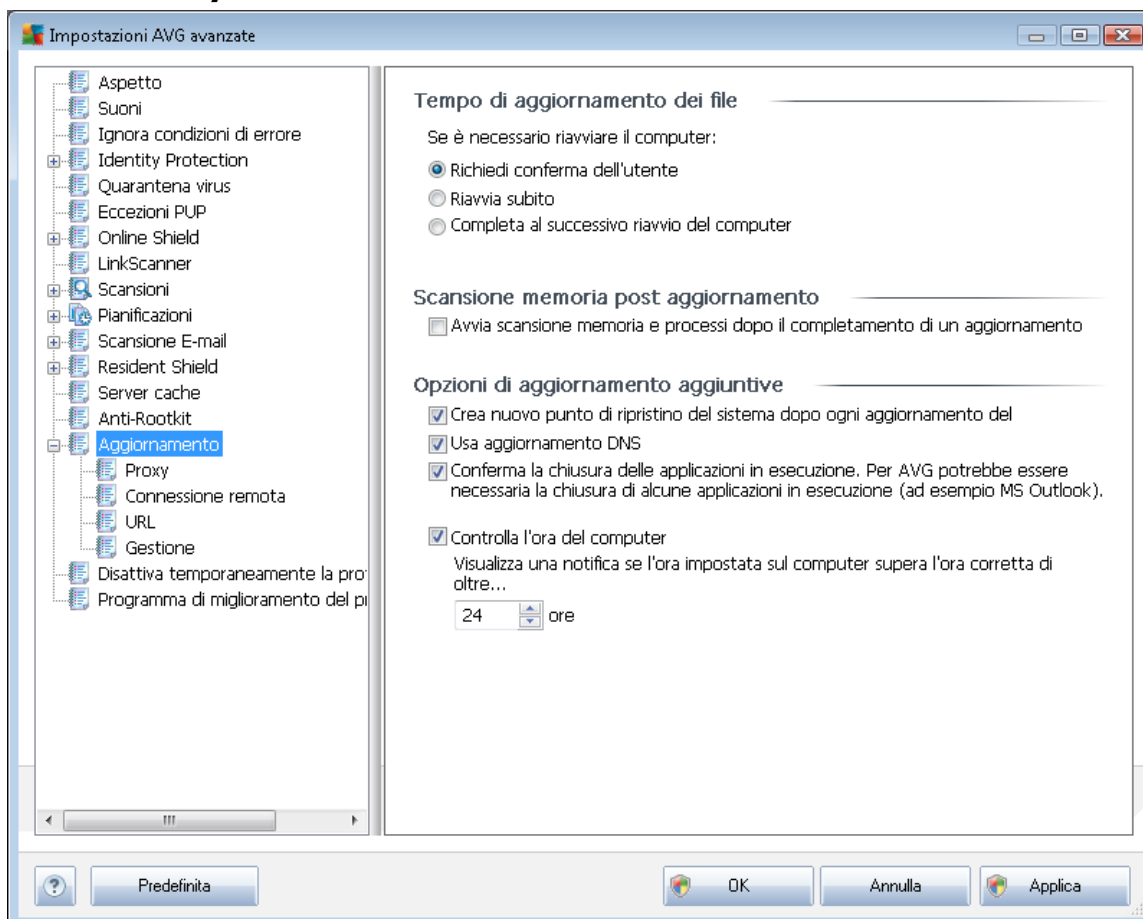 Impostazioni AVG avanzate
Aspetto
Suoni
Ignora condizioni di errore
Identity Protection
Quarantena virus
Eccezioni PUP
Online Shield
LinkScanner
Scansioni
Pianificazioni
Scansione E-mail
Resident Shield
Server cache
Anti-Rootkit
Aggiornamento
Proxy
Connessione remota
URL
Gestione
Disattiva temporaneamente la pro
Programma di miglioramento del p
Tempo di aggiornamento dei file
Se è necessario riavviare il computer:
Richiedi conferma dell'utente
Riavvia subito
Completa al successivo riavvio del computer
Scansione memoria post aggiornamento
Avvia scansione memoria e processi dopo il completamento di un aggiornamento
Opzioni di aggiornamento aggiuntive
Crea nuovo punto di ripristino del sistema dopo ogni aggiornamento del
Usa aggiornamento DNS
Conferma la chiusura delle applicazioni in esecuzione. Per AVG potrebbe essere
necessaria la chiusura di alcune applicazioni in esecuzione (ad esempio MS Outlook).
Controlla l'ora del computer
Visualizza una notifica se l'ora impostata sul computer supera l'ora corretta di
oltre...
24 ore
? Predefinita OK Annulla Applica